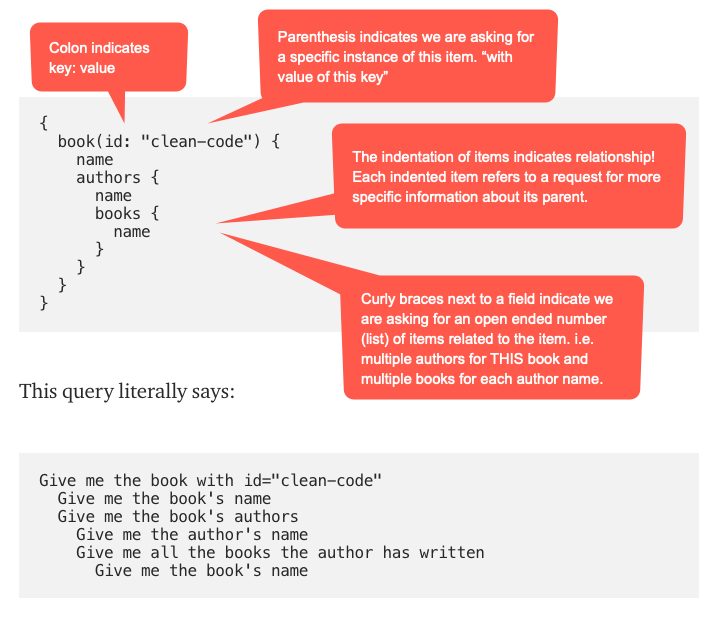 Colon indicates
key: value
Parenthesis indicates we are asking for
a specific instance of this item. “with
value of this key”
{
  book(id: "clean-code") {
    name
    authors {
      name
      books {
        name
      }
    }
  }
}
The indentation of items indicates relationship!
Each indented item refers to a request for more
specific information about its parent.
Curly braces next to a field indicate we
are asking for an open ended number
(list) of items related to the item. i.e.
multiple authors for THIS book and
multiple books for each author name.
This query literally says:
Give me the book with id="clean-code"
  Give me the book's name
  Give me the book's authors
    Give me the author's name
    Give me all the books the author has written
      Give me the book's name